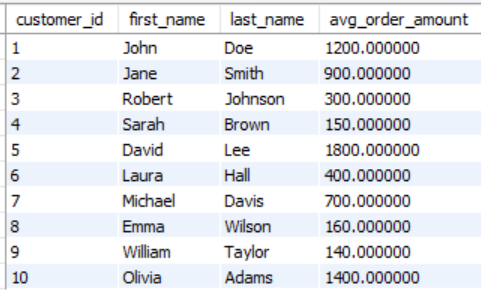 customer_id first_name last_name avg_order_amount
1 John Doe 1200.000000
2 Jane Smith 900.000000
3 Robert Johnson 300.000000
4 Sarah Brown 150.000000
5 David Lee 1800.000000
6 Laura Hall 400.000000
7 Michael Davis 700.000000
8 Emma Wilson 160.000000
9 William Taylor 140.000000
10 Olivia Adams 1400.000000